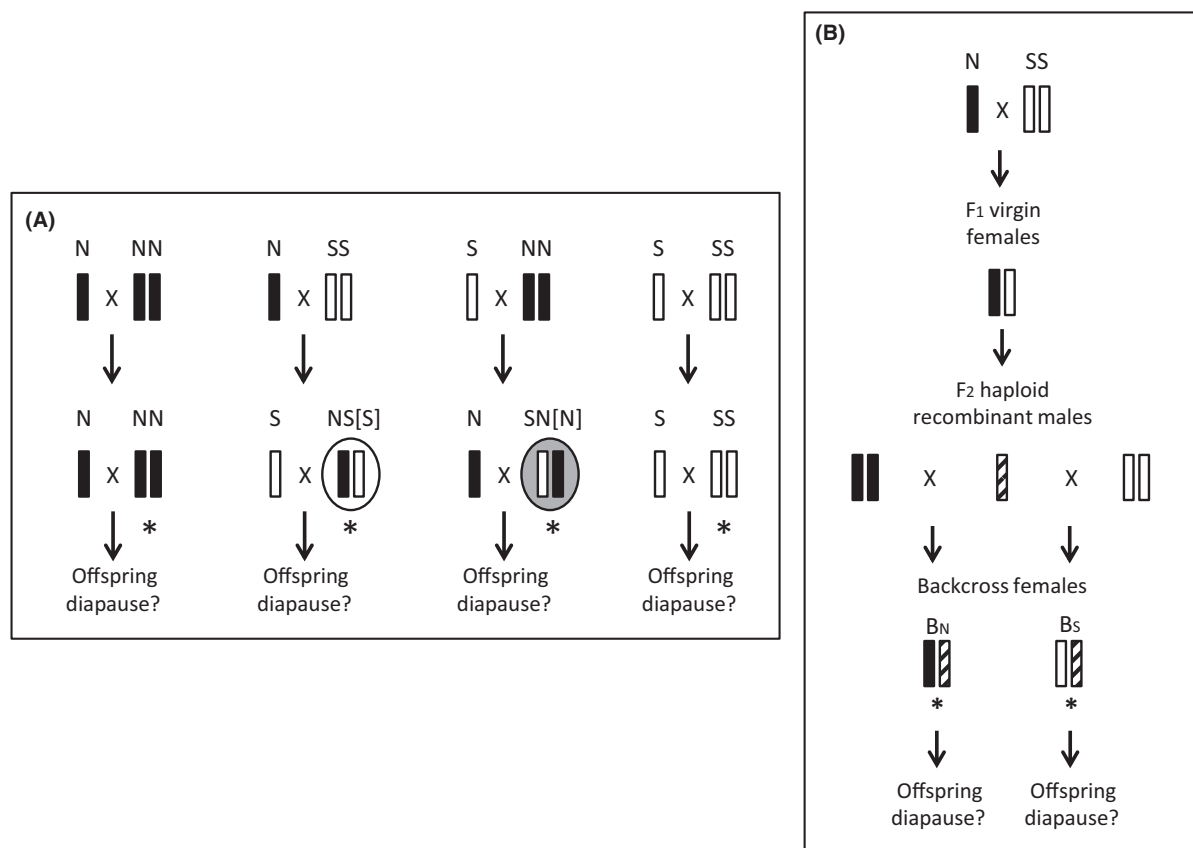 (A)
N NN N SS S NN S SS
X X X X
N NN S NS[S] N SN[N] S SS
X X X X
* * * *
Offspring Offspring Offspring Offspring
diapause? diapause? diapause? diapause?
(B)
N SS
X
F1 virgin
females
F2 haploid
recombinant males
X X
Backcross females
BN BS
* *
Offspring Offspring
diapause? diapause?